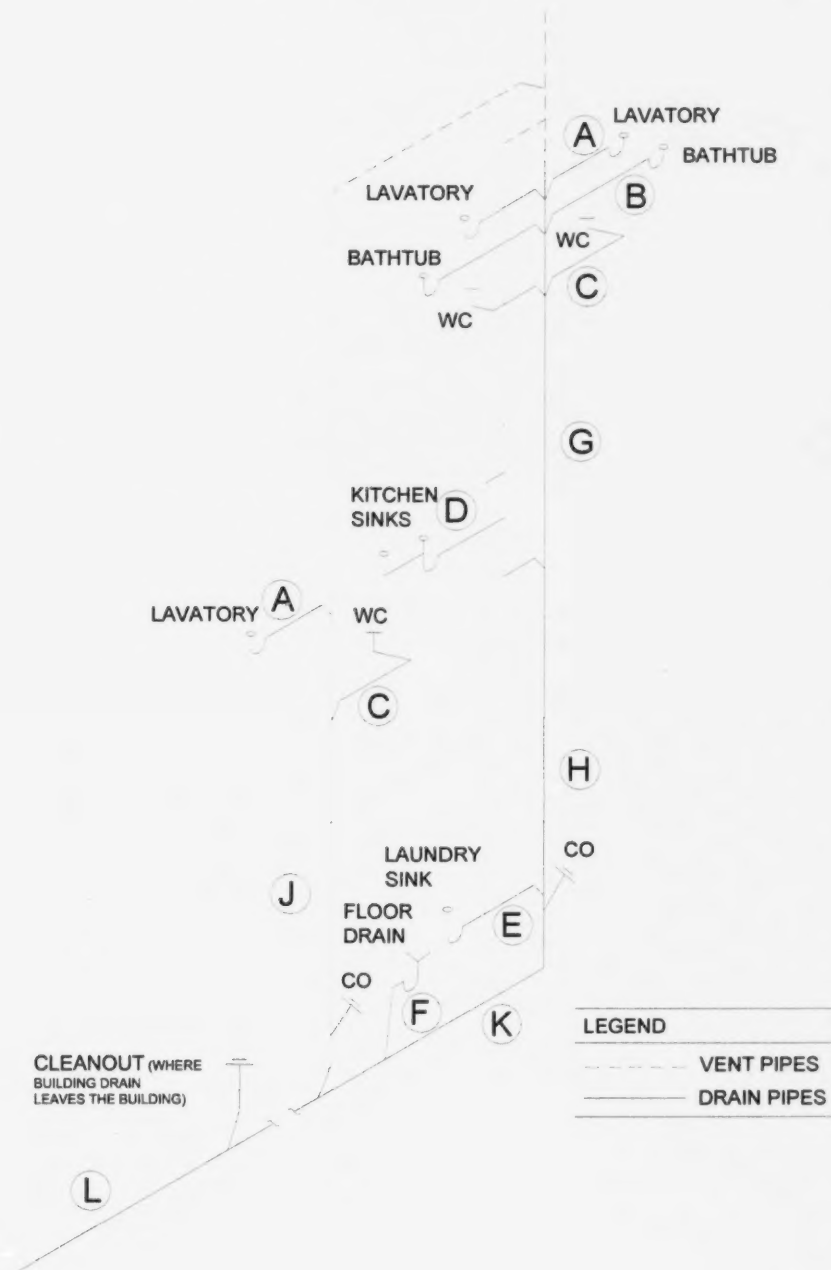 A
LAVATORY
BATHTUB
B
LAVATORY
WC
BATHTUB
C
WC
G
KITCHEN
SINKS
D
A
LAVATORY
WC
C
H
CO
LAUNDRY
SINK
J
FLOOR
DRAIN
E
CO
F
K
LEGEND
VENT PIPES
DRAIN PIPES
CLEANOUT (WHERE
BUILDING DRAIN
LEAVES THE BUILDING)
L